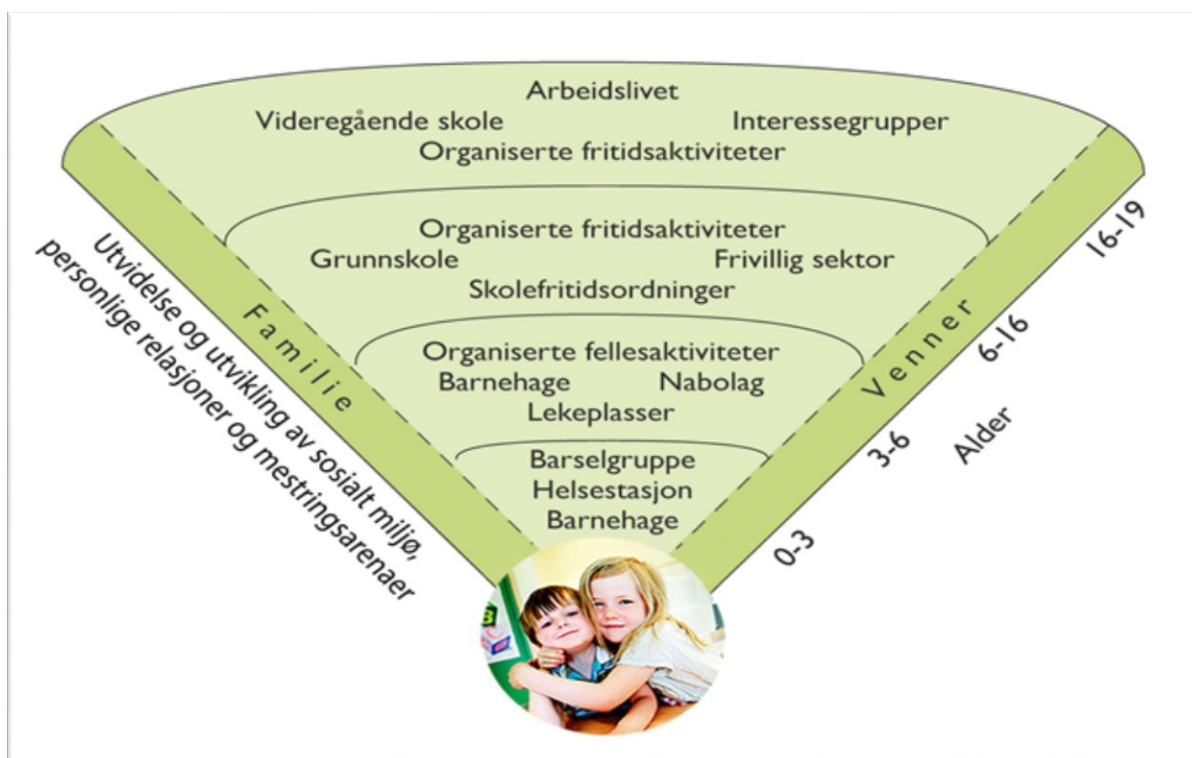 Arbeidslivet
Videregående skole
Interessegrupper
Organiserte fritidsaktiviteter
Organiserte fritidsaktiviteter
Grunnskole
Frivillig sektor
Skolefritidsordninger
Organiserte fellesaktiviteter
Barnehage
Nabolag
Lekeplasser
Barselgruppe
Helsestasjon
Barnehage
Familie
Venner
Utvidelse og utvikling av sosialt miljø,
personlige relasjoner og mestringsarenaer
16-19
6-16
3-6
0-3
Alder